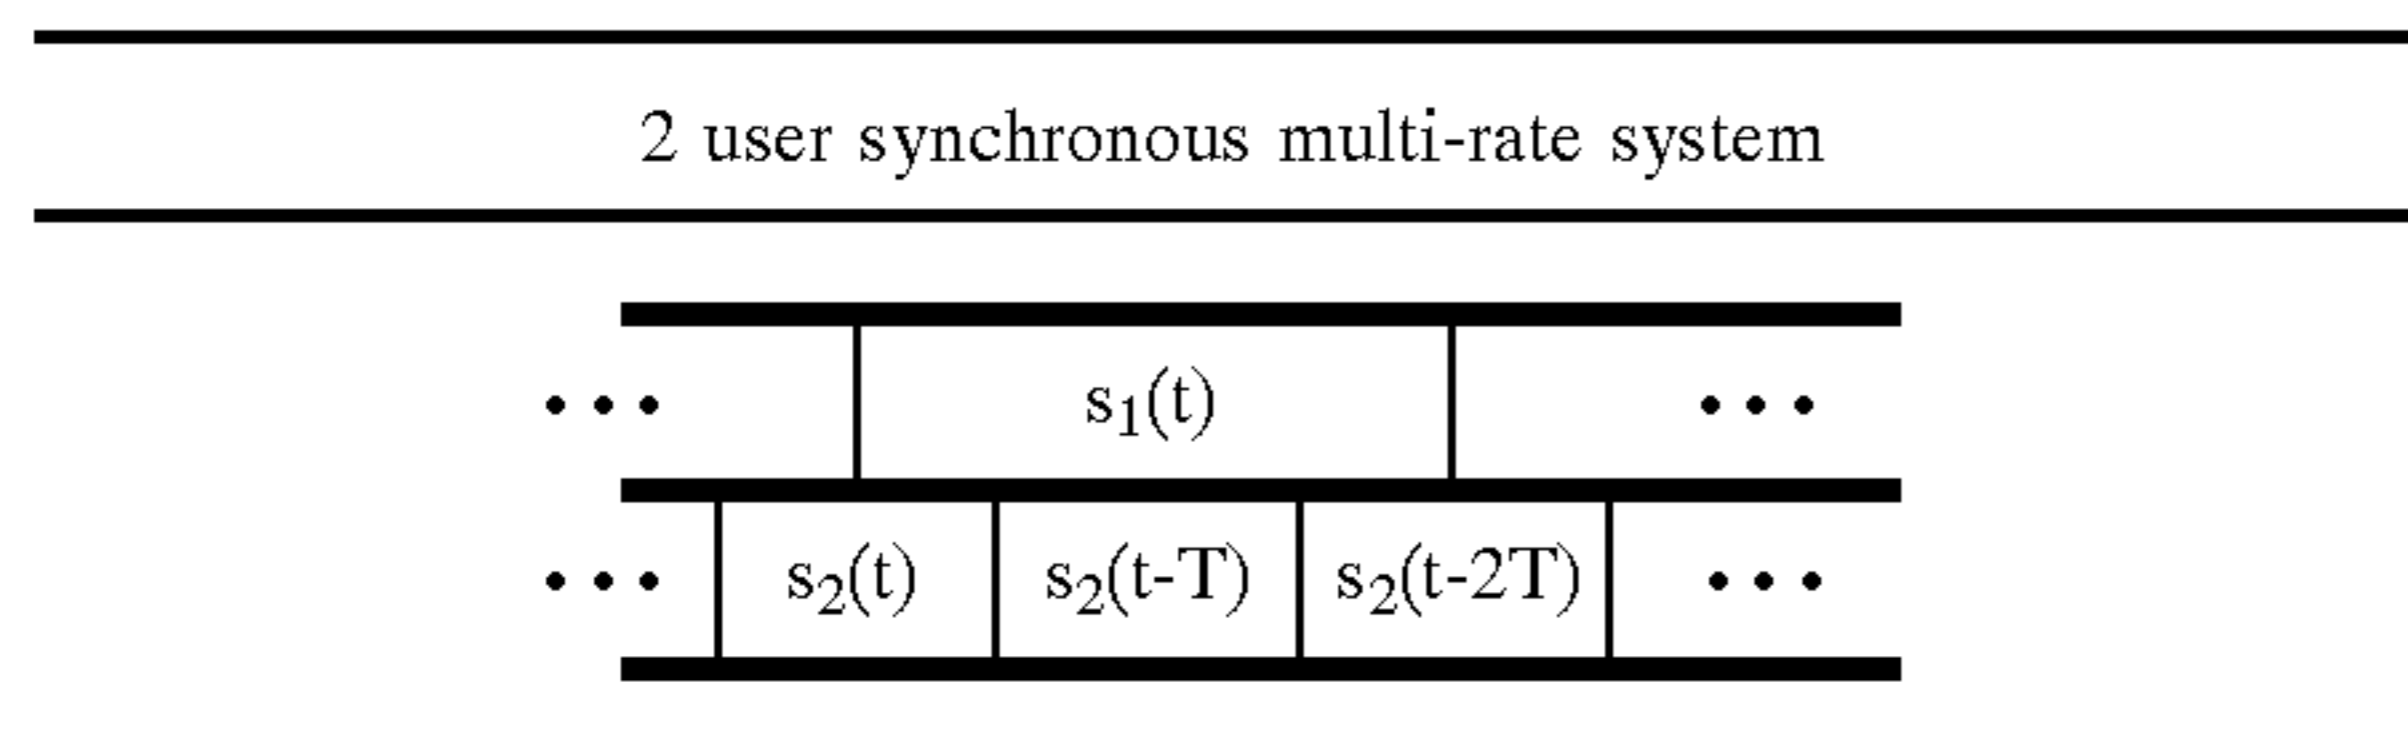 2 user synchronous multi-rate system
... s₁(t) ...
... s₂(t) s₂(t-T) s₂(t-2T) ...